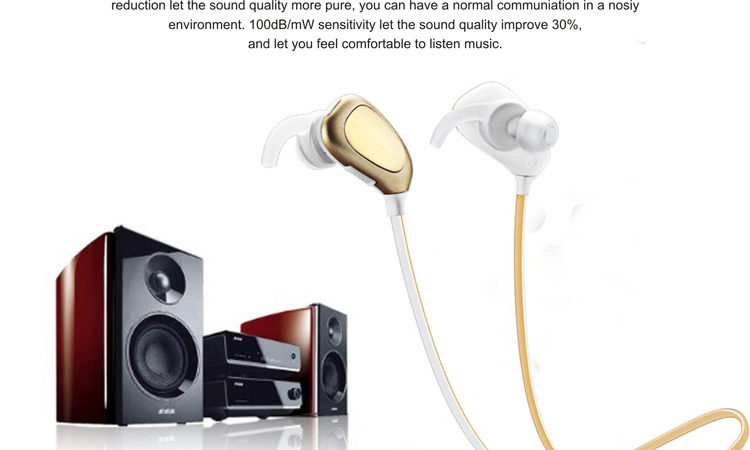 reduction let the sound quality more pure, you can have a normal communiation in a nosiy
environment. 100dB/mW sensitivity let the sound quality improve 30%,
and let you feel comfortable to listen music.